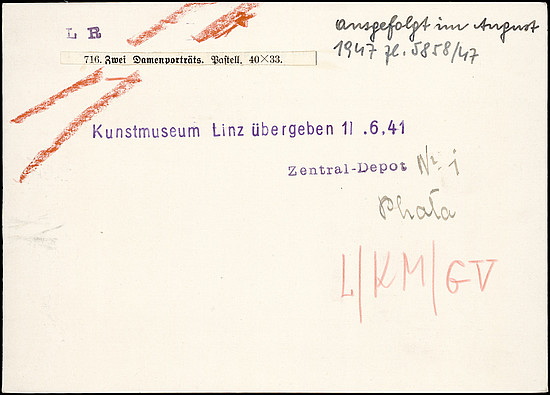 L R
ausgefolgt im August
1947 Zl. 5858/47
716. Zwei Damenporträts. Pastell, 40×33.
Kunstmuseum Linz übergeben 11 .6.41
Zentral-Depot Nr. 1
Photo
L/KM/GV